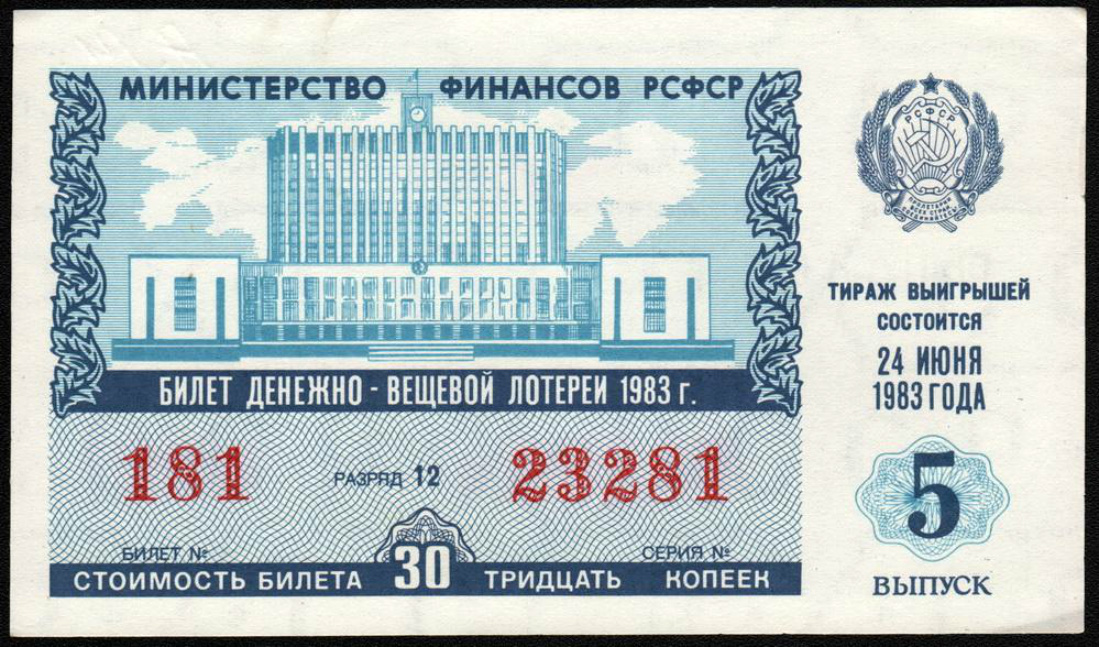 МИНИСТЕРСТВО ФИНАНСОВ РСФСР
БИЛЕТ ДЕНЕЖНО - ВЕЩЕВОЙ ЛОТЕРЕИ 1983 г.
181 РАЗРЯД 12 23281
БИЛЕТ № СЕРИЯ №
СТОИМОСТЬ БИЛЕТА 30 ТРИДЦАТЬ КОПЕЕК
РСФСР
ТИРАЖ ВЫИГРЫШЕЙ
СОСТОИТСЯ
24 ИЮНЯ
1983 ГОДА
5
ВЫПУСК